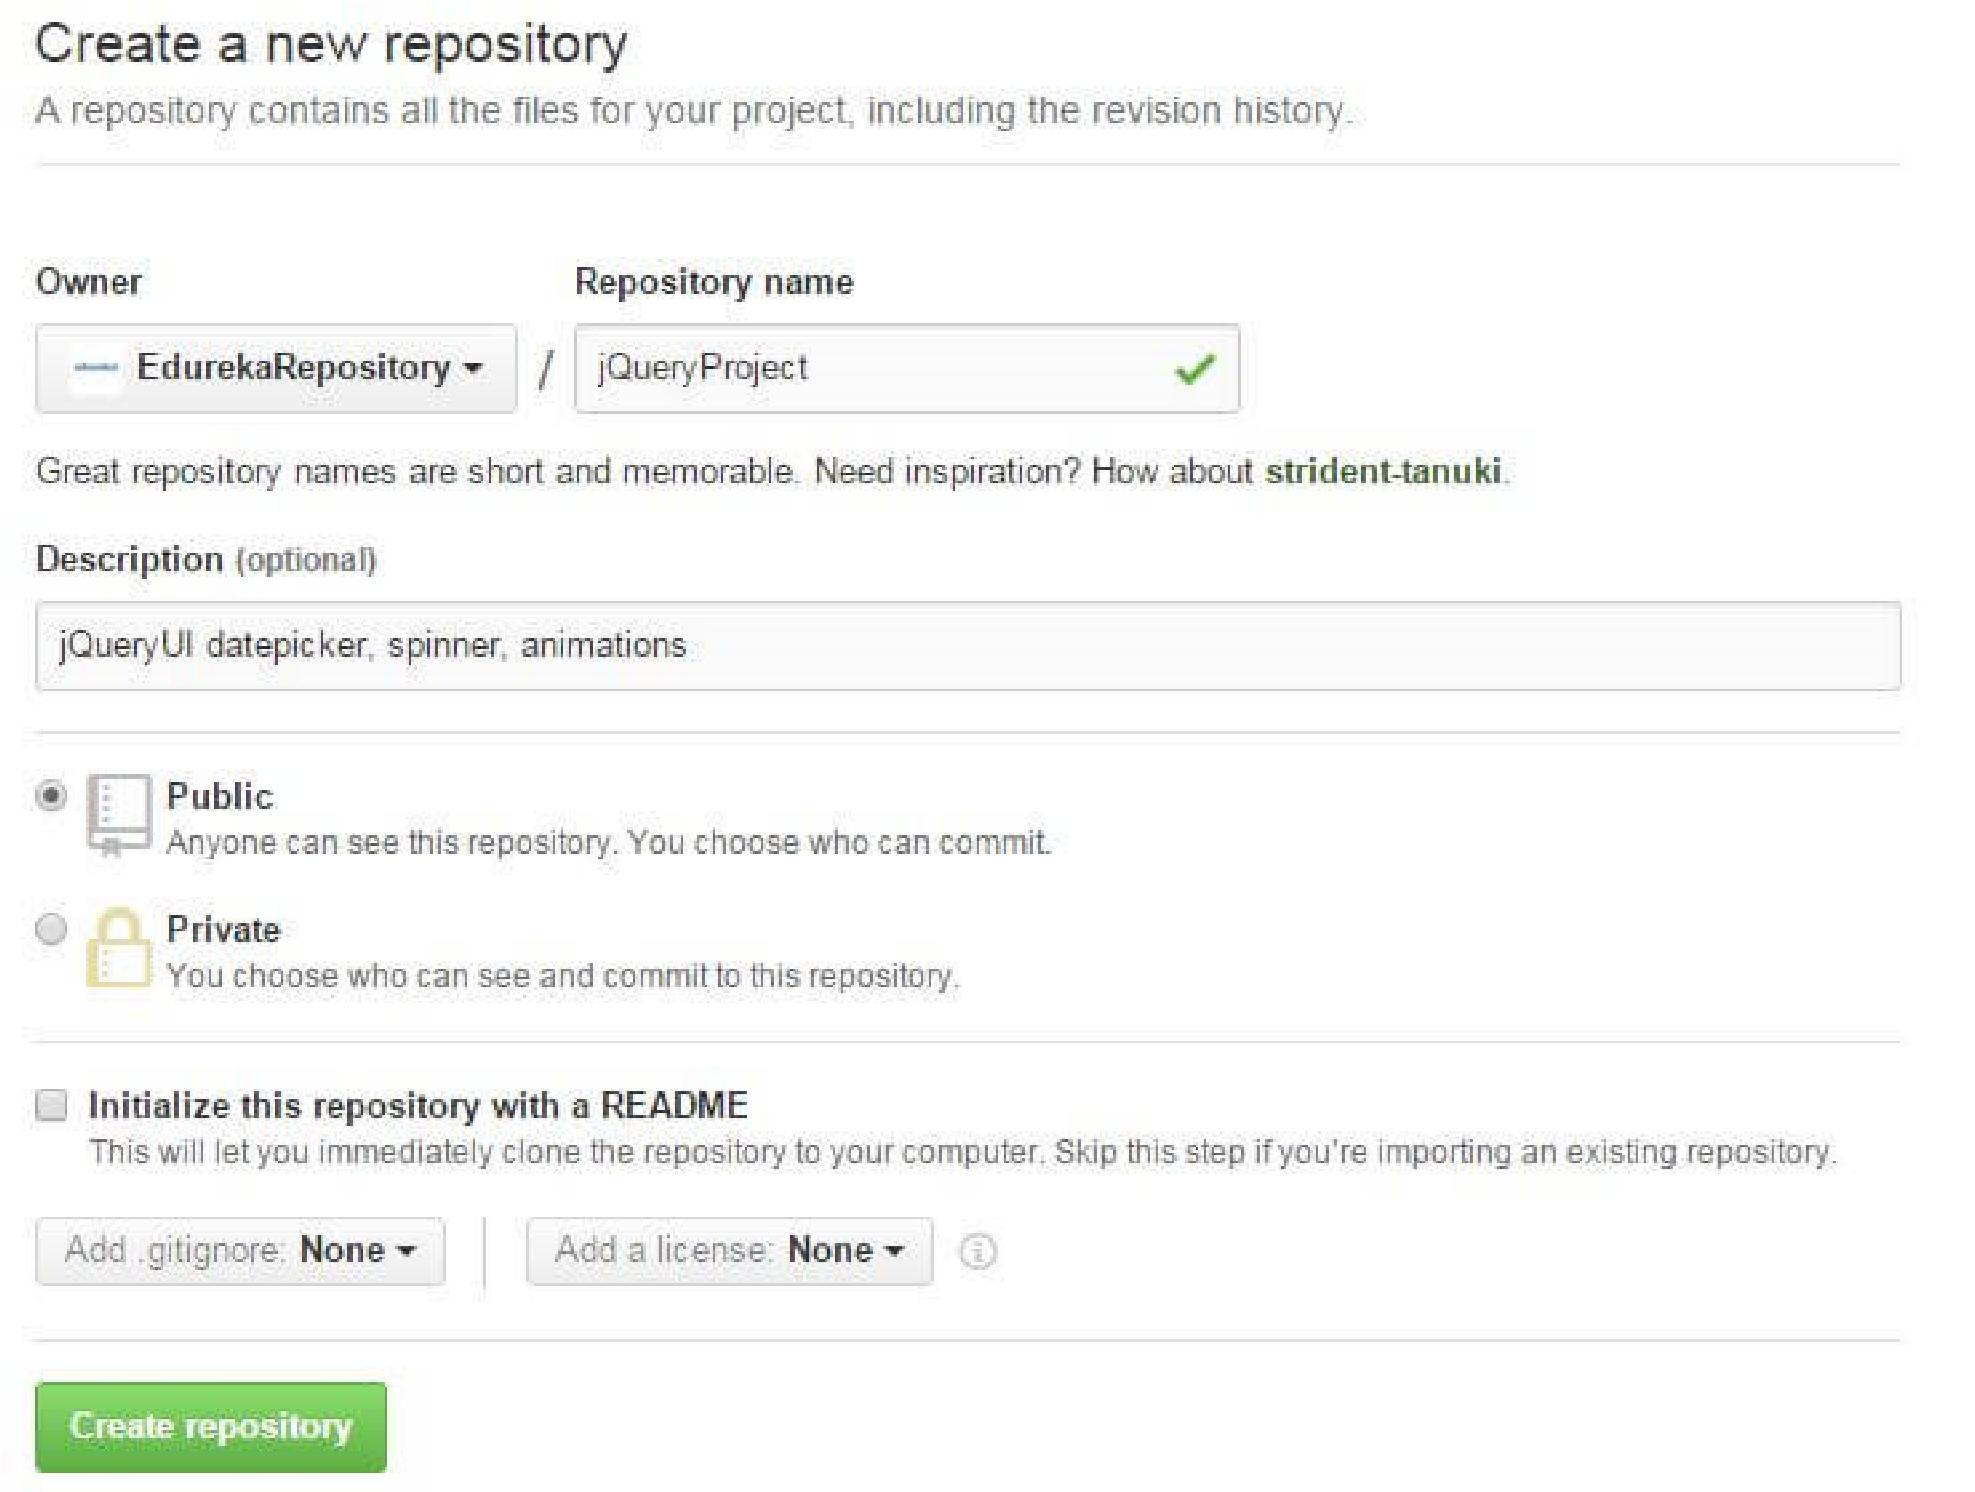 Create a new repository
A repository contains all the files for your project, including the revision history.
Owner
Repository name
EdurekaRepository / jQueryProject
Great repository names are short and memorable. Need inspiration? How about strident-tanuki.
Description (optional)
jQueryUI datepicker, spinner, animations
Public
Anyone can see this repository. You choose who can commit.
Private
You choose who can see and commit to this repository.
Initialize this repository with a README
This will let you immediately clone the repository to your computer. Skip this step if you're importing an existing repository.
Add .gitignore: None
Add a license: None
Create repository